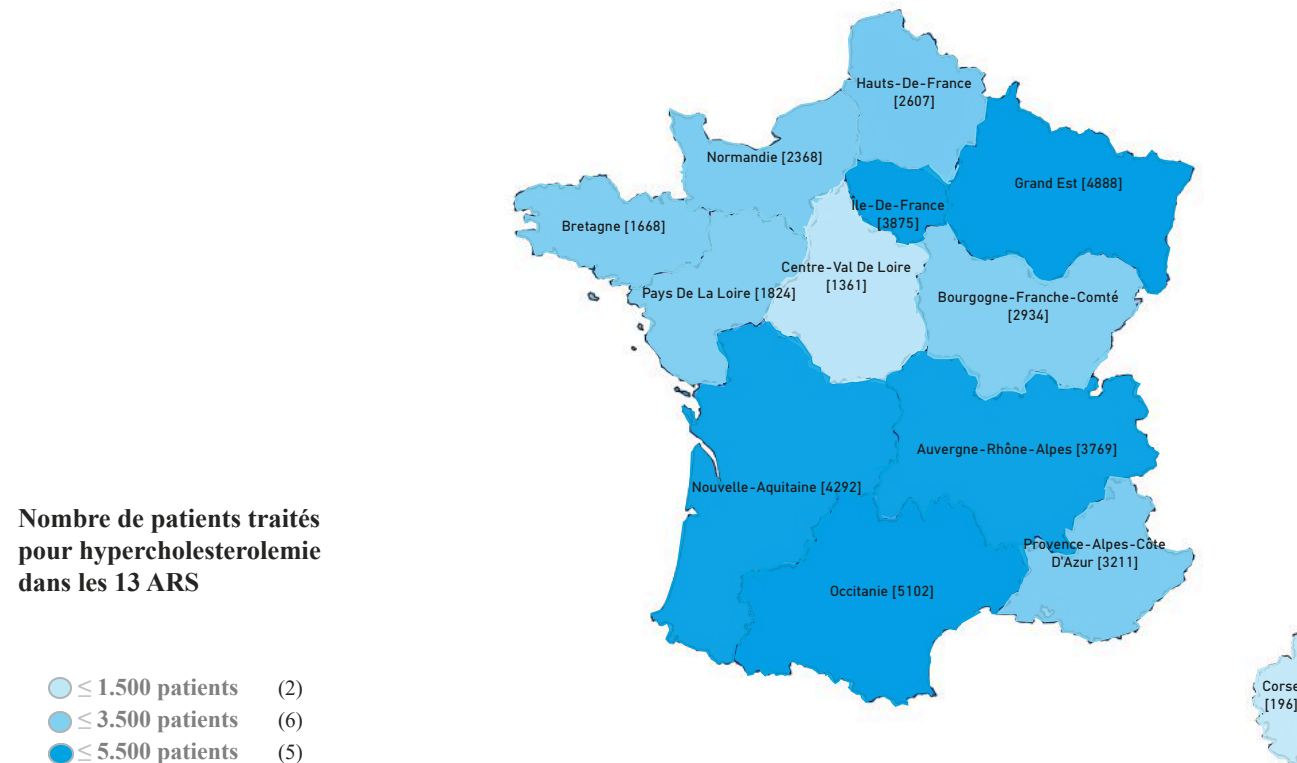 Hauts-De-France
[2607]
Normandie [2368]
Grand Est [4888]
Île-De-France
[3875]
Bretagne [1668]
Centre-Val De Loire
[1361]
Pays De La Loire [1824]
Bourgogne-Franche-Comté
[2934]
Auvergne-Rhône-Alpes [3769]
Nouvelle-Aquitaine [4292]
Provence-Alpes-Côte
D'Azur [3211]
Occitanie [5102]
Corse
[196]
Nombre de patients traités
pour hypercholesterolemie
dans les 13 ARS
≤ 1.500 patients (2)
≤ 3.500 patients (6)
≤ 5.500 patients (5)